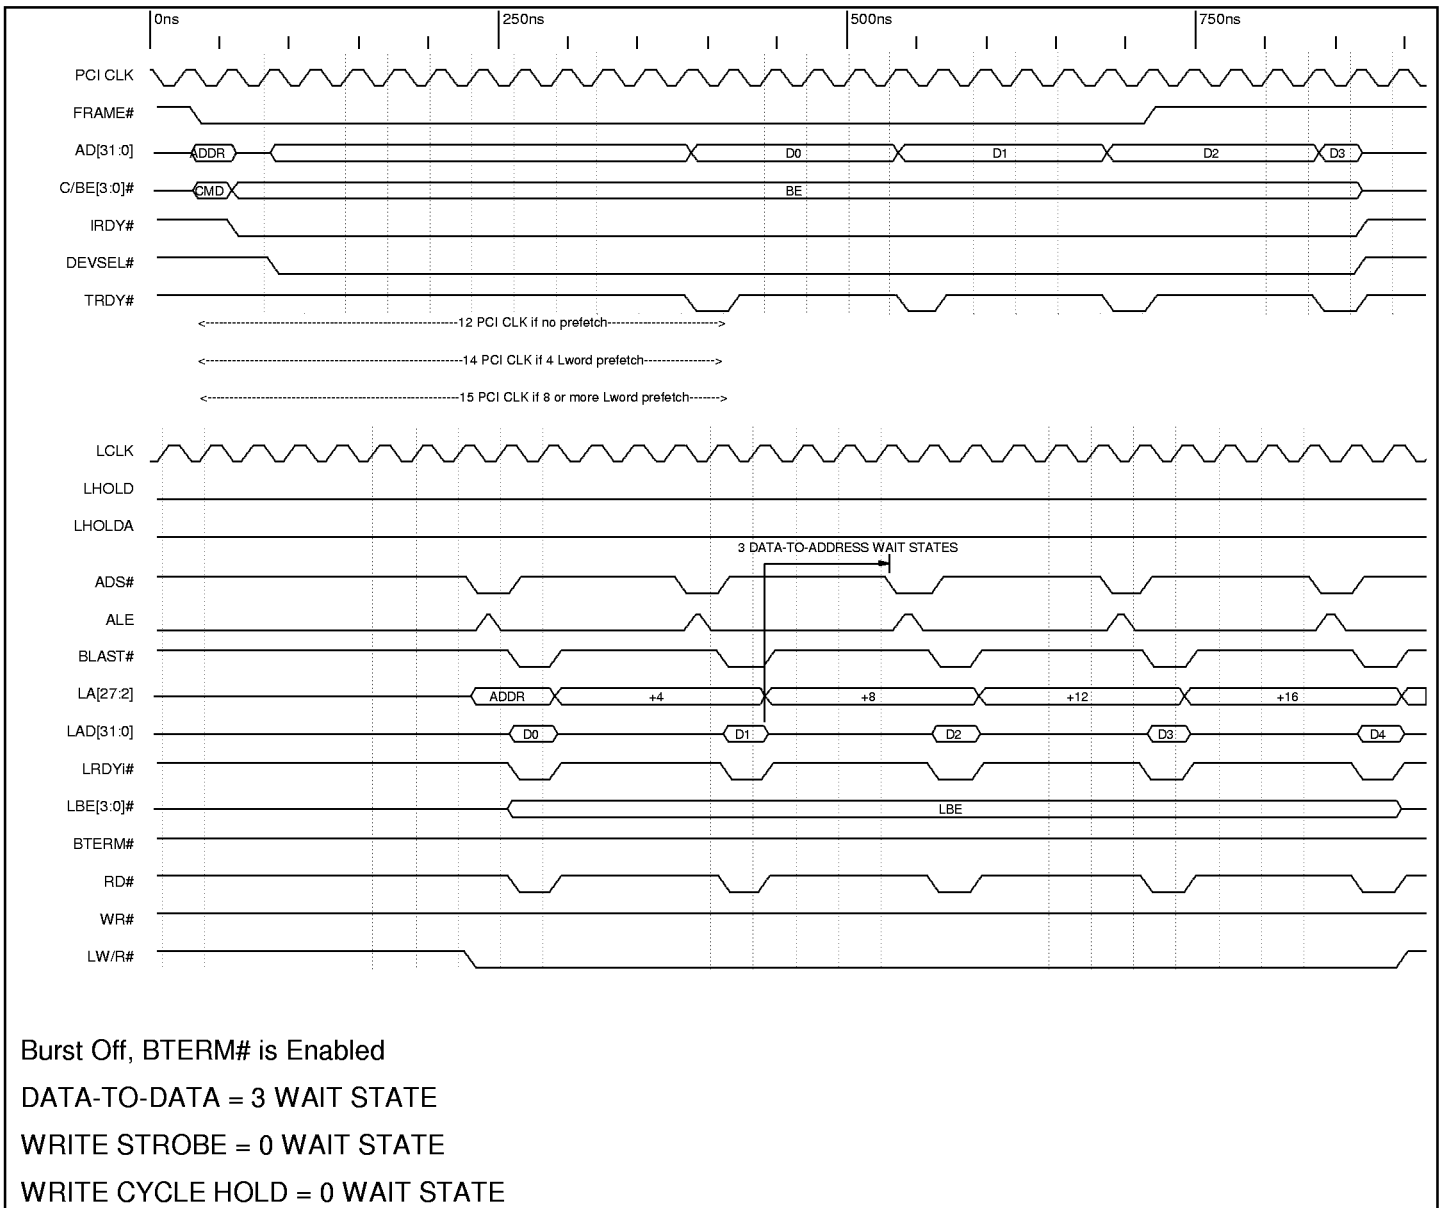 0ns 250ns 500ns 750ns
PCI CLK
FRAME#
AD[31:0] ADDR D0 D1 D2 D3
C/BE[3:0]# CMD BE
IRDY#
DEVSEL#
TRDY#
<---12 PCI CLK if no prefetch--->
<---14 PCI CLK if 4 Lword prefetch--->
<---15 PCI CLK if 8 or more Lword prefetch--->
LCLK
LHOLD
LHOLDA
3 DATA-TO-ADDRESS WAIT STATES
ADS#
ALE
BLAST#
LA[27:2] ADDR +4 +8 +12 +16
LAD[31:0] D0 D1 D2 D3 D4
LRDYi#
LBE[3:0]# LBE
BTERM#
RD#
WR#
LW/R#
Burst Off, BTERM# is Enabled
DATA-TO-DATA = 3 WAIT STATE
WRITE STROBE = 0 WAIT STATE
WRITE CYCLE HOLD = 0 WAIT STATE